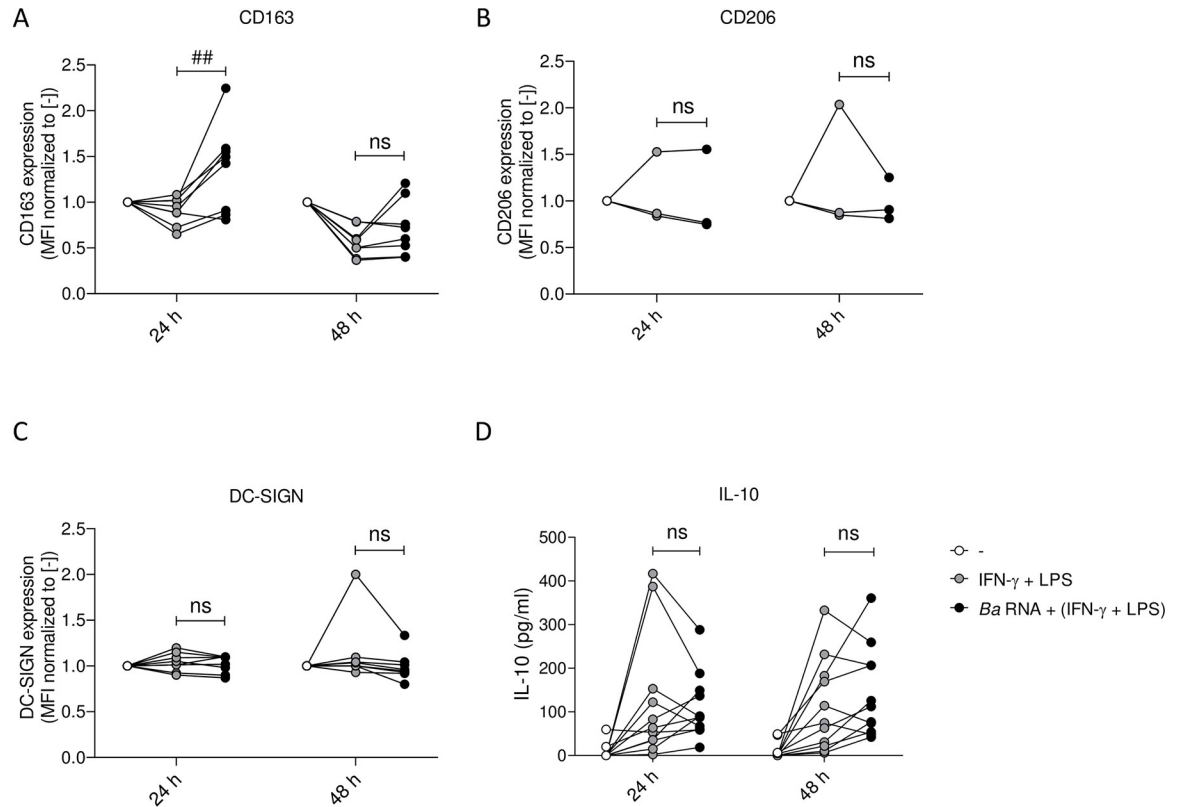 A
CD163
##
ns
CD163 expression
(MFI normalized to [-])
2.5
2.0
1.5
1.0
0.5
0.0
24 h
48 h
B
CD206
ns
ns
CD206 expression
(MFI normalized to [-])
2.5
2.0
1.5
1.0
0.5
0.0
24 h
48 h
C
DC-SIGN
ns
ns
DC-SIGN expression
(MFI normalized to [-])
2.5
2.0
1.5
1.0
0.5
0.0
24 h
48 h
D
IL-10
ns
ns
IL-10 (pg/ml)
500
400
300
200
100
0
24 h
48 h
-
IFN-γ + LPS
Ba RNA + (IFN-γ + LPS)